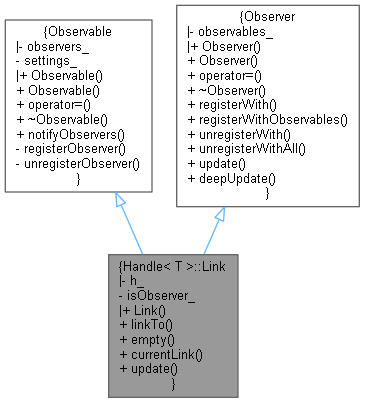 {Observable
|- observers_
- settings_
|+ Observable()
+ Observable()
+ operator=()
+ ~Observable()
+ notifyObservers()
- registerObserver()
- unregisterObserver()
}
{Observer
|- observables_
|+ Observer()
+ Observer()
+ operator=()
+ ~Observer()
+ registerWith()
+ registerWithObservables()
+ unregisterWith()
+ unregisterWithAll()
+ update()
+ deepUpdate()
}
{Handle< T >::Link
|- h_
- isObserver_
|+ Link()
+ linkTo()
+ empty()
+ currentLink()
+ update()
}